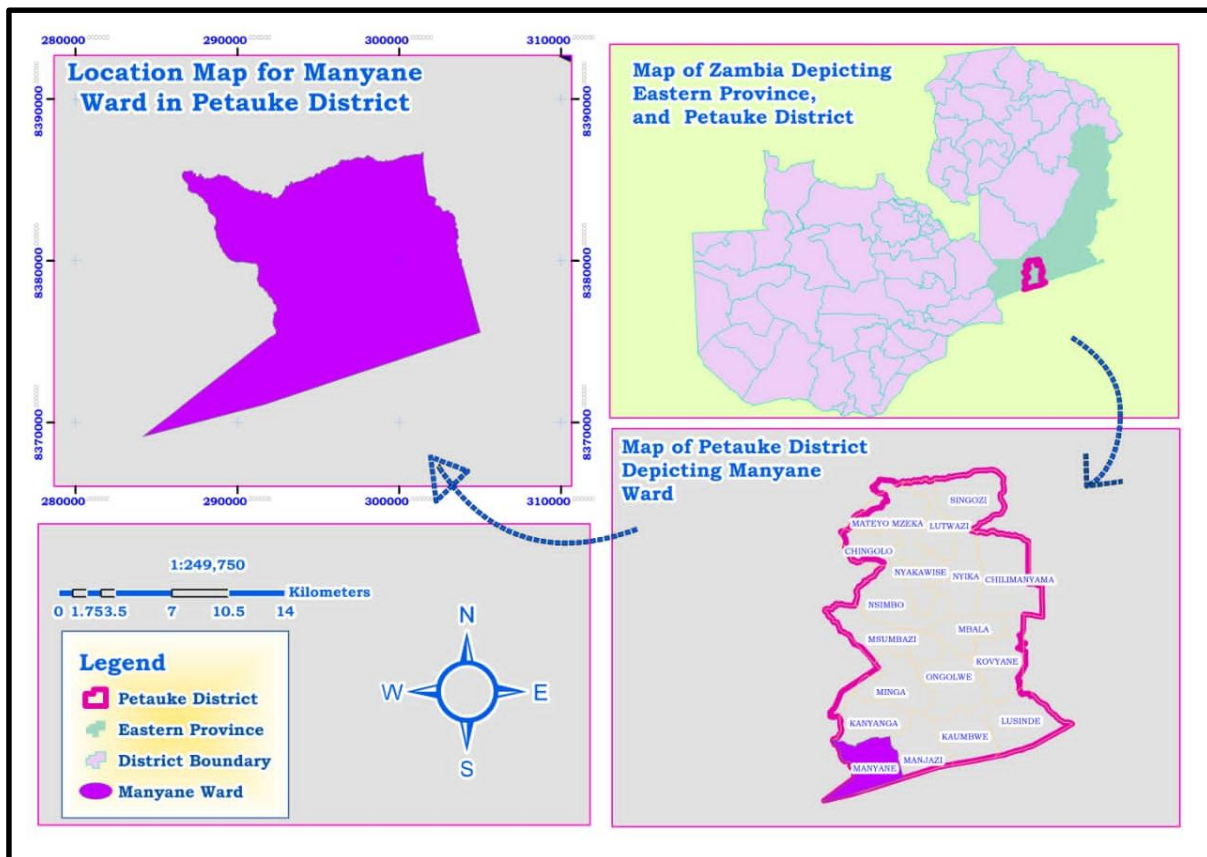 280000
290000
300000
310000
Location Map for Manyane
Ward in Petauke District
8390000
8390000
8380000
8380000
8370000
8370000
280000
290000
300000
310000
Map of Zambia Depicting
Eastern Province,
and Petauke District
Map of Petauke District
Depicting Manyane
Ward
SINGOZI
MATEYO MZEKA
LUTWAZI
CHINGOLO
NYAKAWISE
NYIKA
CHILIMANYAMA
NSIMBO
MBALA
MSUMBAZI
KOVYANE
ONGOLWE
MINGA
LUSINDE
KANYANGA
KAUMBWE
MANJAZI
MANYANE
1:249,750
Kilometers
0 1.75 3.5 7 10.5 14
Legend
Petauke District
Eastern Province
District Boundary
Manyane Ward
N
W
E
S